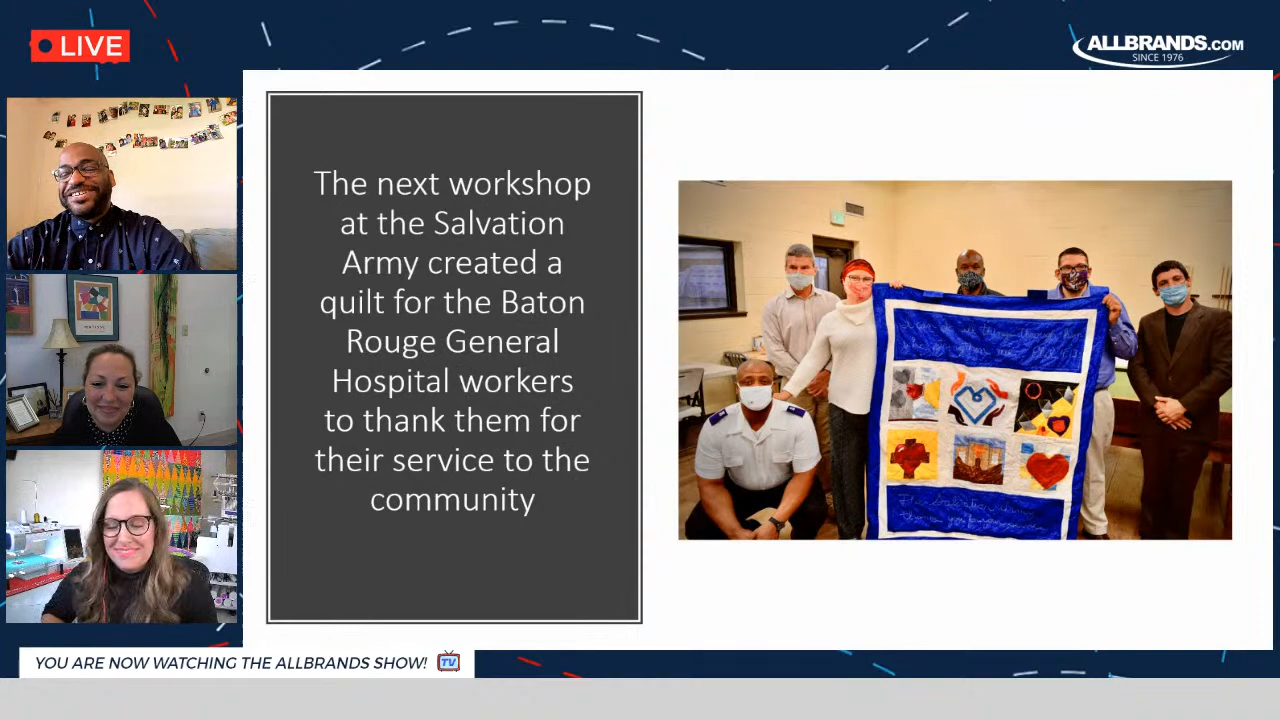 LIVE
ALLBRANDS.COM
SINCE 1976
The next workshop
at the Salvation
Army created a
quilt for the Baton
Rouge General
Hospital workers
to thank them for
their service to the
community
YOU ARE NOW WATCHING THE ALLBRANDS SHOW!
TV